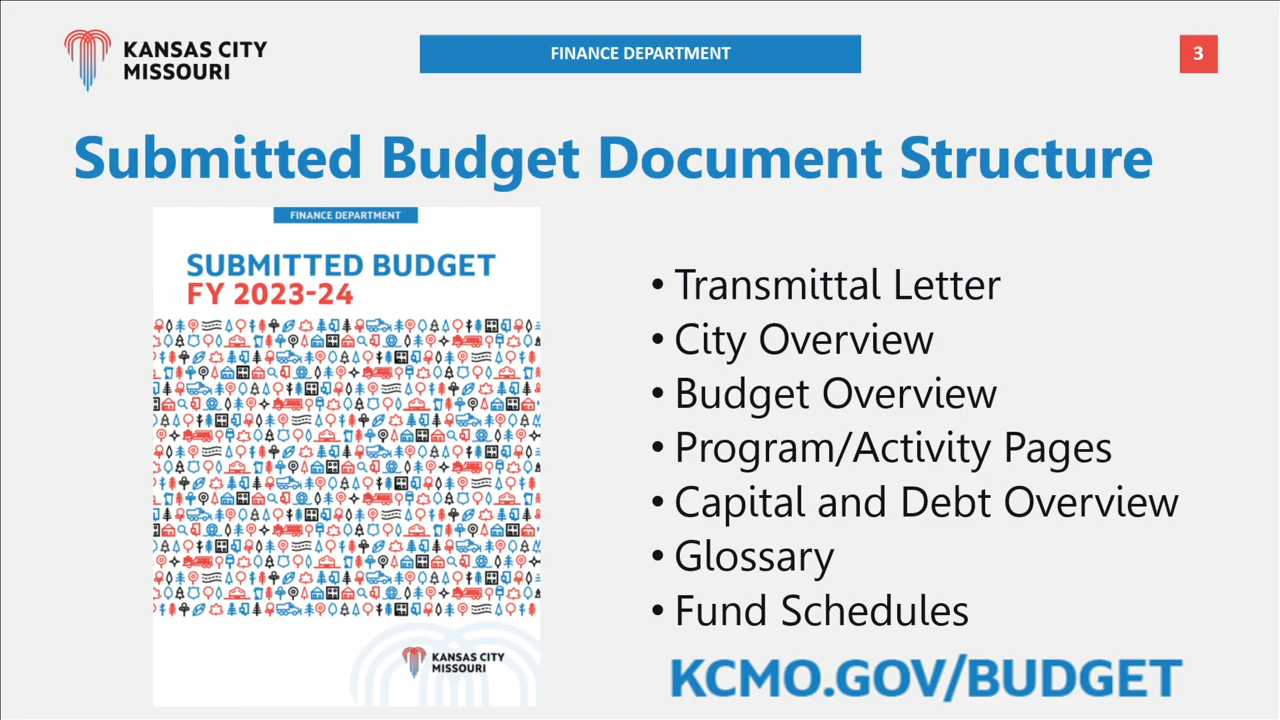 KANSAS CITY
MISSOURI
FINANCE DEPARTMENT
3
Submitted Budget Document Structure
FINANCE DEPARTMENT
SUBMITTED BUDGET
FY 2023-24
KANSAS CITY
MISSOURI
• Transmittal Letter
• City Overview
• Budget Overview
• Program/Activity Pages
• Capital and Debt Overview
• Glossary
• Fund Schedules
KCMO.GOV/BUDGET